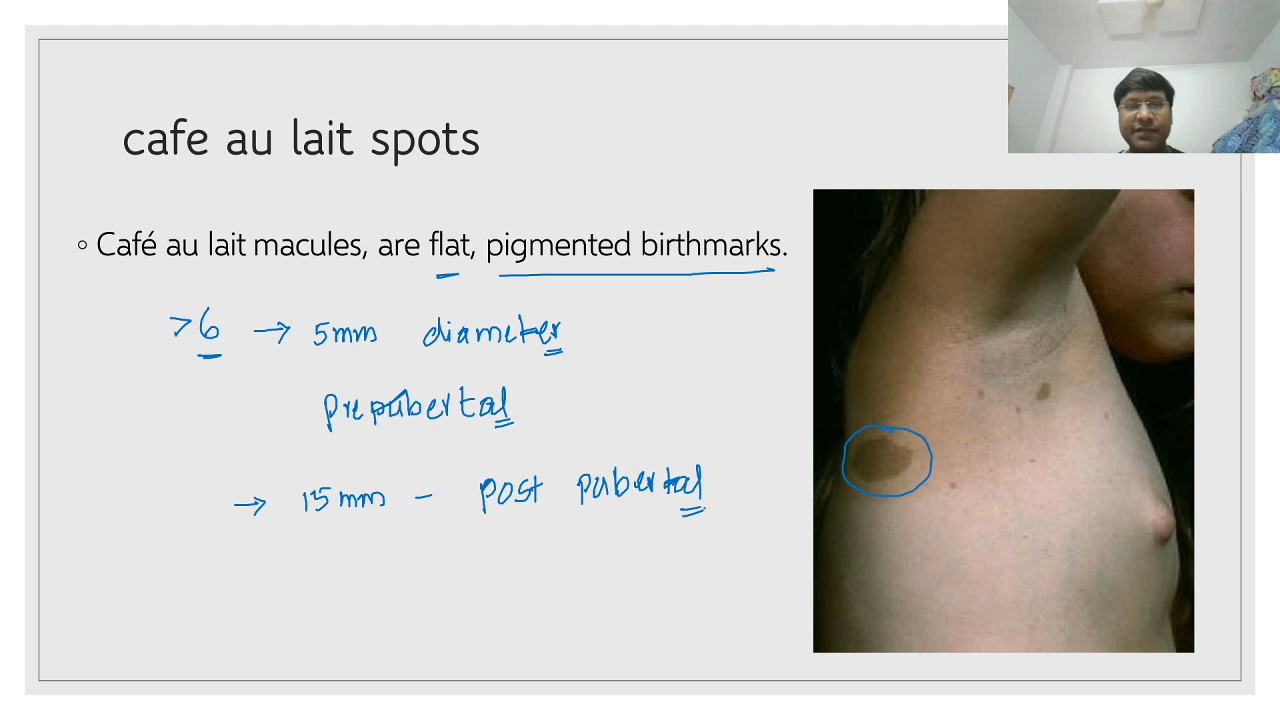 cafe au lait spots
◦ Café au lait macules, are flat, pigmented birthmarks.
>6 → 5mm diameter
prepubertal
→ 15mm - post pubertal